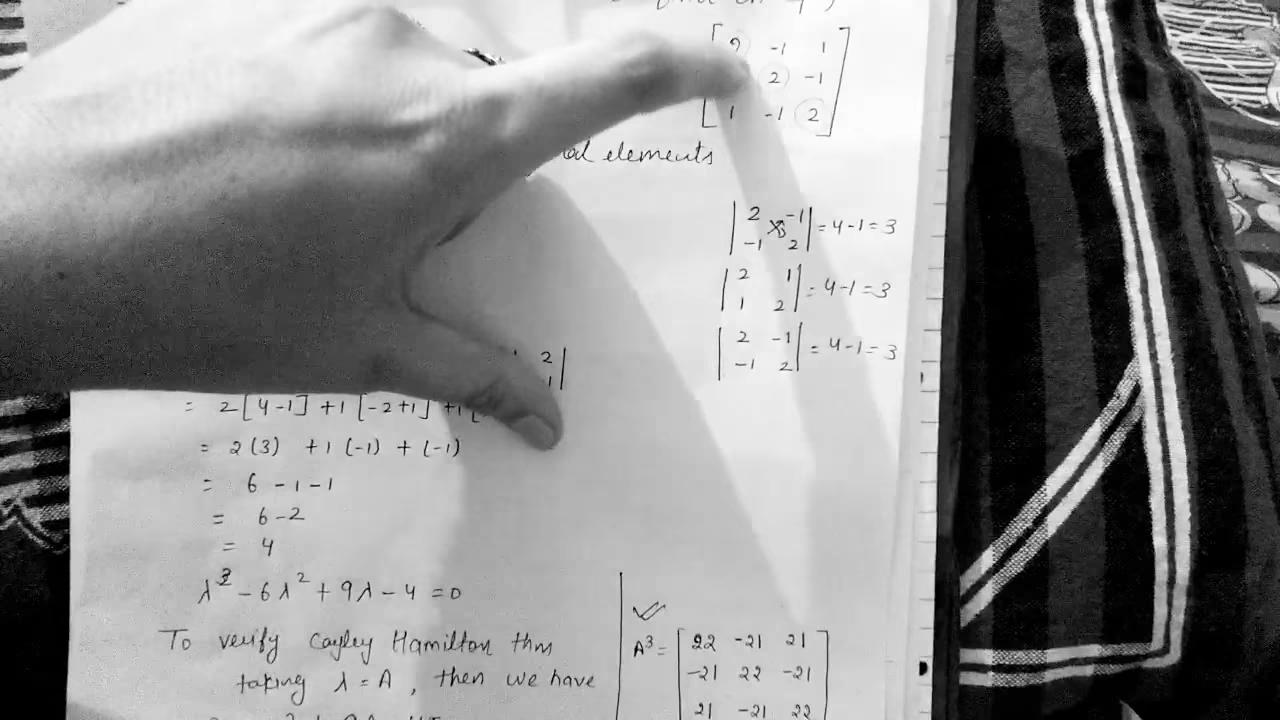 2 -1 1
2 -1
1 -1 2
elements
| 2 -1 |
| -1 2 | = 4-1=3
| 2 1 |
| 1 2 | = 4-1=3
| 2 -1 |
| -1 2 | = 4-1=3
2
= 2[4-1] +1[-2+1] +1[
= 2(3) +1(-1) + (-1)
= 6-1-1
= 6-2
= 4
λ³ - 6λ² + 9λ - 4 = 0
To verify Cayley Hamilton thm
taking λ = A , then we have
A³ = [ 22 -21 21
-21 22 -21
21 -21 22 ]